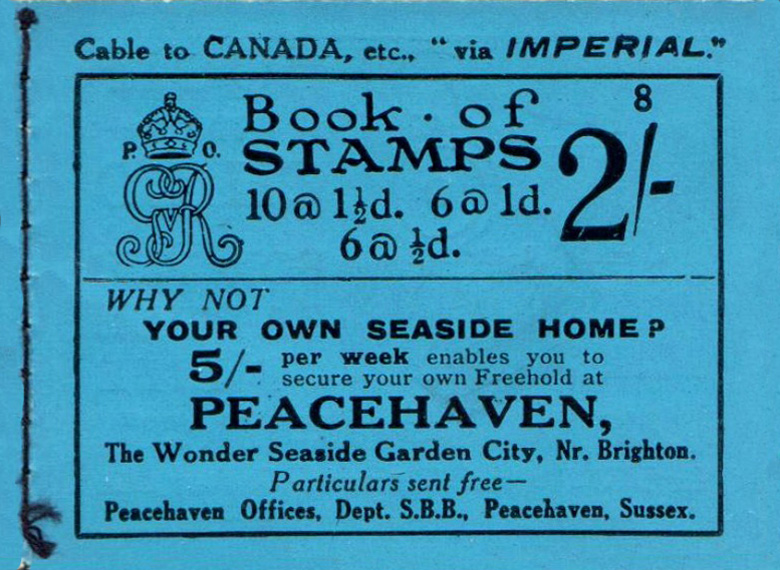 Cable to CANADA, etc., "via IMPERIAL."
8
Book · of
STAMPS 2/-
P. O.
GvR
10 @ 1½d. 6 @ 1d.
6 @ ½d.
WHY NOT
YOUR OWN SEASIDE HOME?
5/- per week enables you to
secure your own Freehold at
PEACEHAVEN,
The Wonder Seaside Garden City, Nr. Brighton.
Particulars sent free—
Peacehaven Offices, Dept. S.B.B., Peacehaven, Sussex.